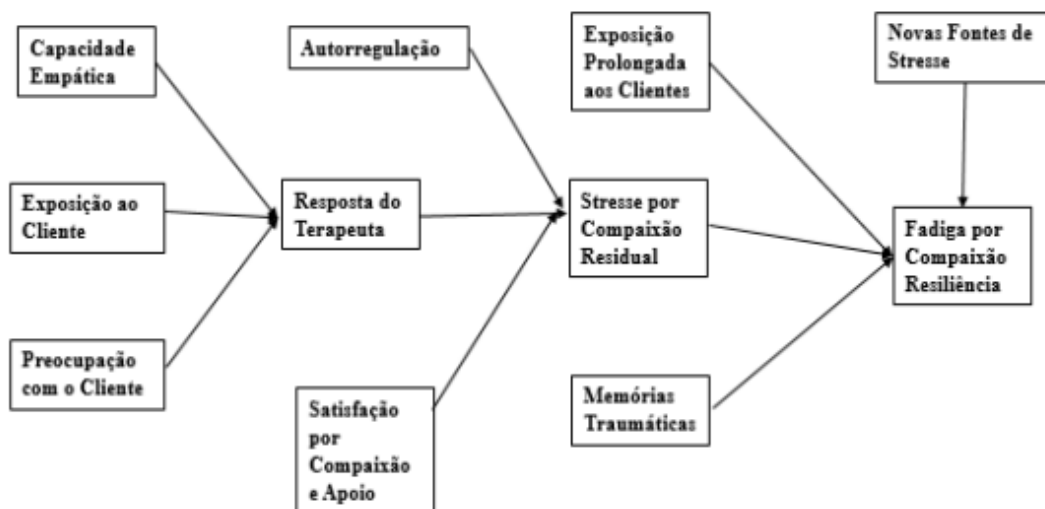 Capacidade
Empática
Autorregulação
Exposição
Prolongada
aos Clientes
Novas Fontes de
Stresse
Exposição ao
Cliente
Resposta do
Terapeuta
Stresse por
Compaixão
Residual
Fadiga por
Compaixão
Resiliência
Preocupação
com o Cliente
Satisfação
por
Compaixão
e Apoio
Memórias
Traumáticas